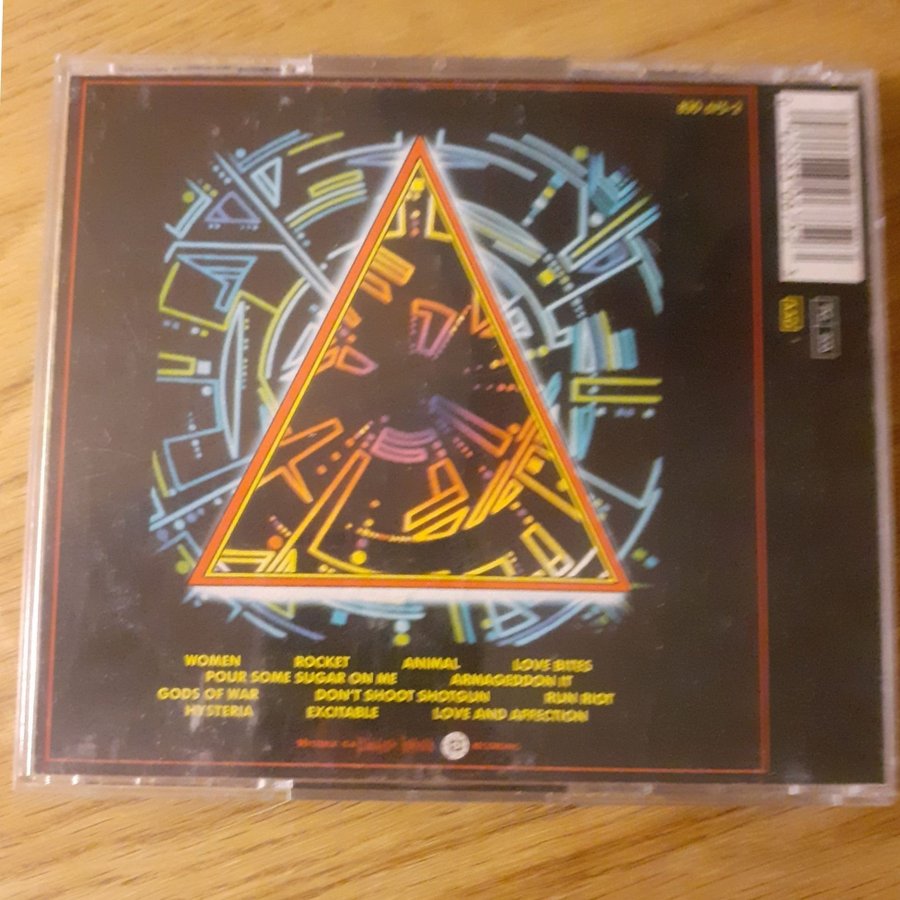 WOMEN ROCKET ANIMAL LOVE BITES
POUR SOME SUGAR ON ME ARMAGEDDON IT
GODS OF WAR DON'T SHOOT SHOTGUN RUN RIOT
HYSTERIA EXCITABLE LOVE AND AFFECTION